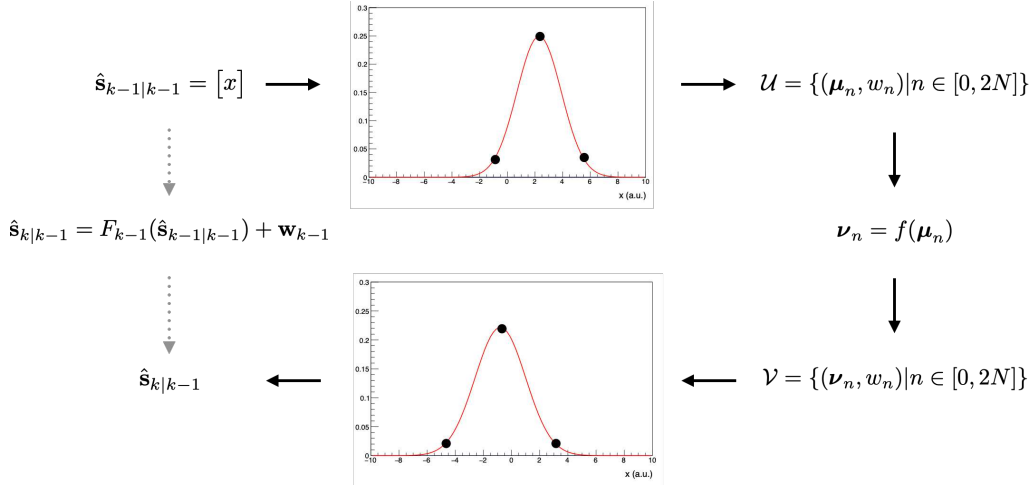 0.3
0.25
0.2
0.15
0.1
0.05
0
−10 −8 −6 −4 −2 0 2 4 6 8 10
x (a.u.)
ŝ_{k-1|k-1} = [x]
𝒰 = {(μ_n, w_n)|n ∈ [0, 2N]}
ŝ_{k|k-1} = F_{k-1}(ŝ_{k-1|k-1}) + w_{k-1}
ν_n = f(μ_n)
0.3
0.25
0.2
0.15
0.1
0.05
0
−10 −8 −6 −4 −2 0 2 4 6 8 10
x (a.u.)
ŝ_{k|k-1}
𝒱 = {(ν_n, w_n)|n ∈ [0, 2N]}